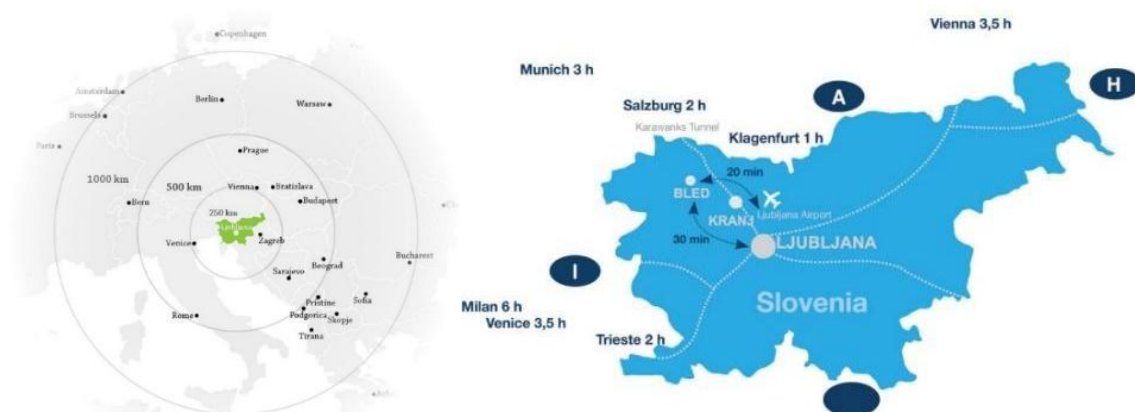 Copenhagen
Amsterdam
Berlin
Warsaw
Brussels
Paris
Prague
1000 km
500 km
Vienna
Bratislava
Bern
Budapest
250 km
Ljubljana
Zagreb
Venice
Beograd
Bucharest
Sarajevo
Sofia
Pristine
Podgorica
Skopje
Rome
Tirana
Vienna 3,5 h
Munich 3 h
H
A
Salzburg 2 h
Karawanks Tunnel
Klagenfurt 1 h
20 min
BLED
KRANJ
Ljubljana Airport
30 min
LJUBLJANA
I
Slovenia
Milan 6 h
Venice 3,5 h
Trieste 2 h